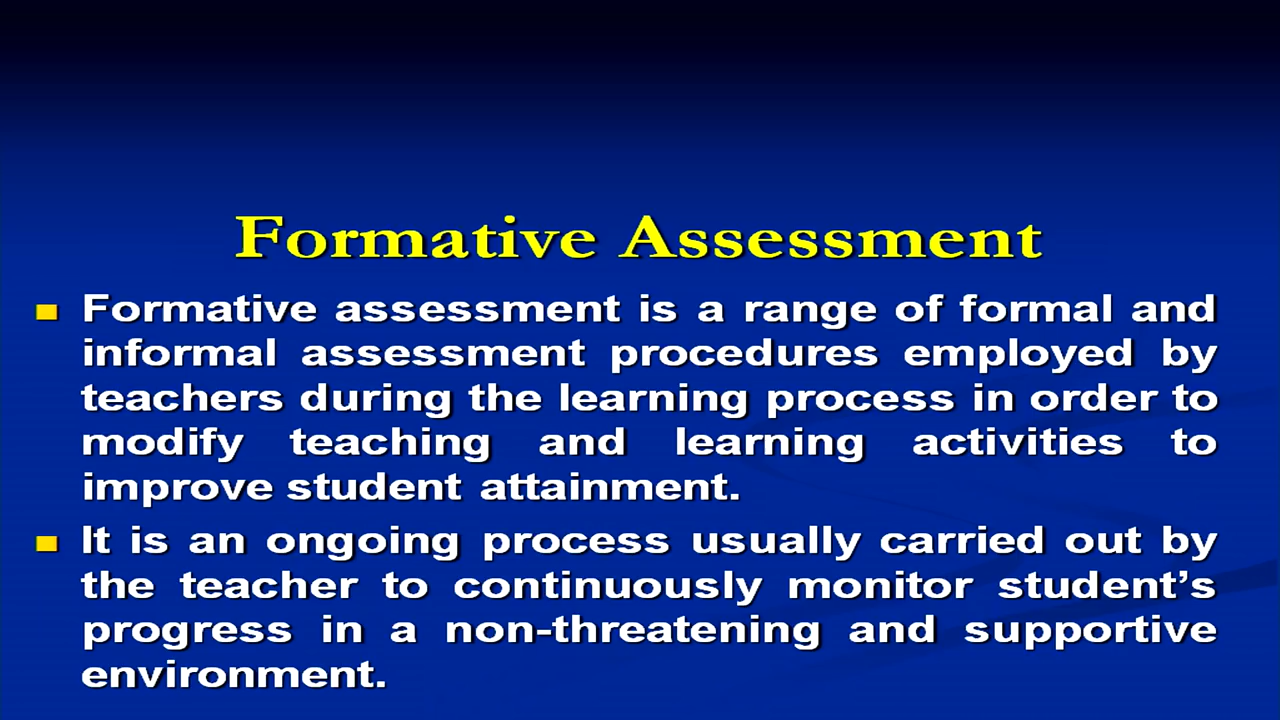 Formative Assessment
Formative assessment is a range of formal and
informal assessment procedures employed by
teachers during the learning process in order to
modify teaching and learning activities to
improve student attainment.
It is an ongoing process usually carried out by
the teacher to continuously monitor student’s
progress in a non-threatening and supportive
environment.